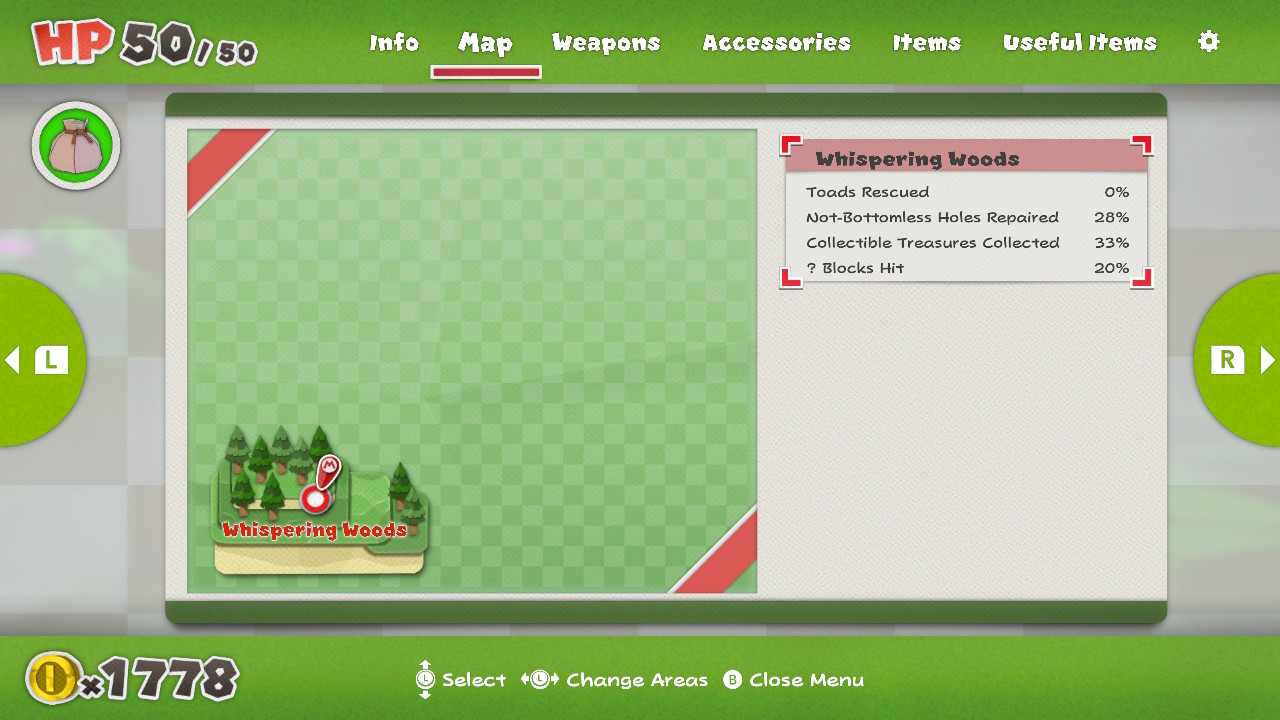 HP 50/50
Info Map Weapons Accessories Items Useful Items
Whispering Woods
Toads Rescued 0%
Not-Bottomless Holes Repaired 28%
Collectible Treasures Collected 33%
? Blocks Hit 20%
L
R
M
Whispering Woods
×1778
L Select L Change Areas B Close Menu